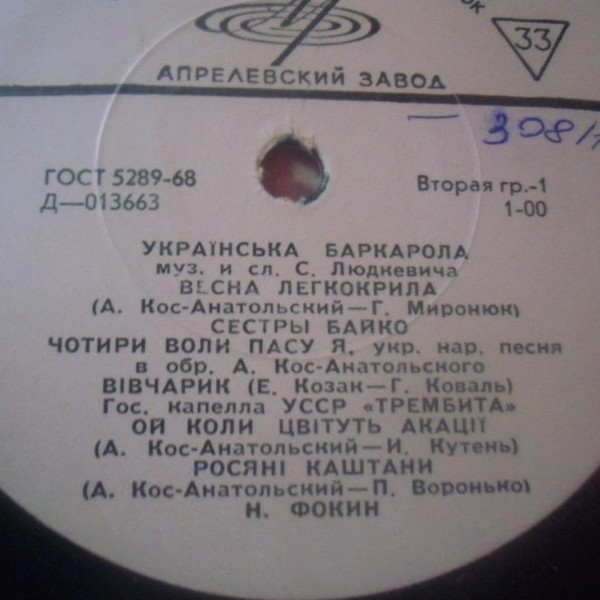 33
АПРЕЛЕВСКИЙ ЗАВОД
ГОСТ 5289-68
Д—013663
Вторая гр.-1
1-00
УКРАЇНСЬКА БАРКАРОЛА
муз. и сл. С. Людкевича
ВЕСНА ЛЕГКОКРИЛА
(А. Кос-Анатольский—Г. Миронюк)
СЕСТРЫ БАЙКО
ЧОТИРИ ВОЛИ ПАСУ Я, укр. нар. песня
в обр. А. Кос-Анатольского
ВІВЧАРИК (Е. Козак—Г. Коваль)
Гос. капелла УССР «ТРЕМБИТА»
ОЙ КОЛИ ЦВІТУТЬ АКАЦІЇ
(А. Кос-Анатольский—И. Кутень)
РОСЯНІ КАШТАНИ
(А. Кос-Анатольский—П. Воронько)
Н. ФОКИН